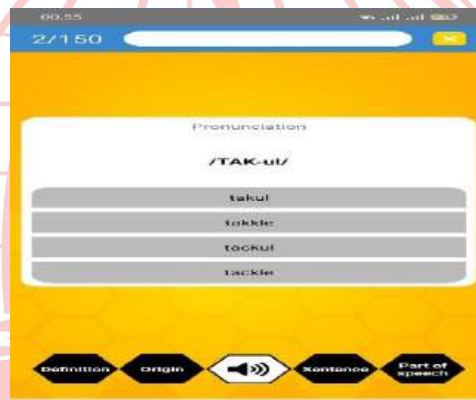 00.55
2/150
Pronunciation
/TAK-ul/
takul
takkle
tackul
tackle
Definition Origin Sentence Part of speech